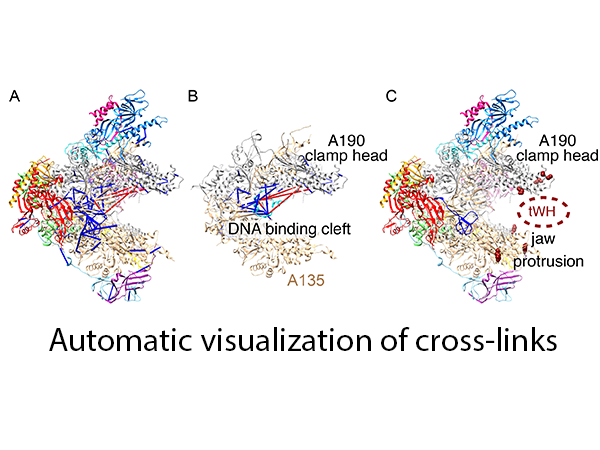 A
B
C
A190
clamp head
DNA binding cleft
A135
A190
clamp head
tWH
jaw
protrusion
Automatic visualization of cross-links